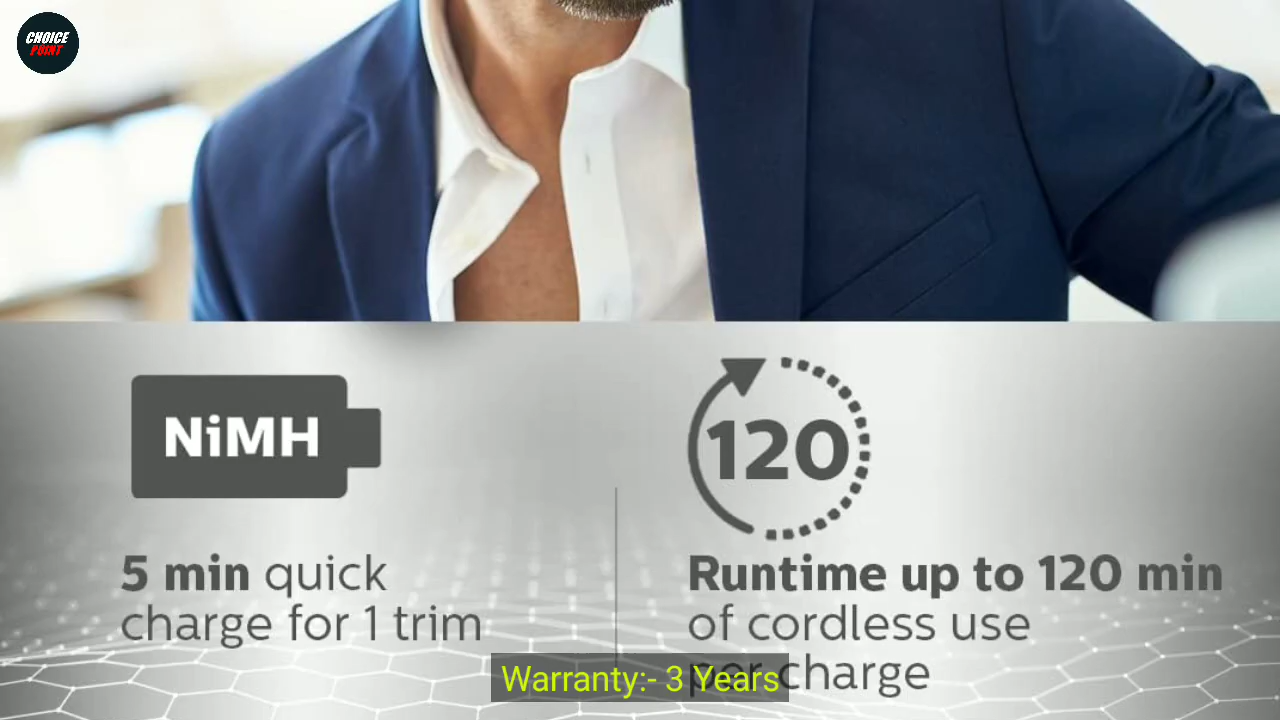 CHOICE
POINT
NiMH
5 min quick
charge for 1 trim
120
Runtime up to 120 min
of cordless use
per charge
Warranty:- 3 Years